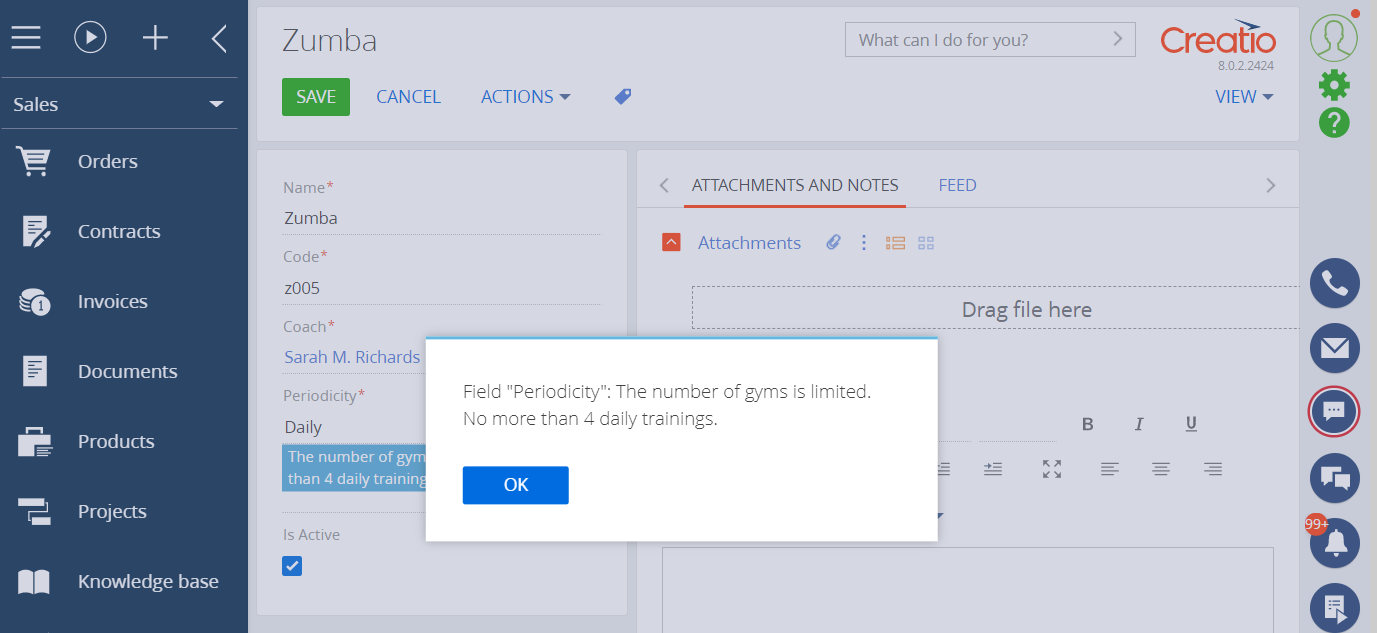 Sales
Orders
Contracts
Invoices
1
Documents
Products
Projects
Knowledge base
Zumba
What can I do for you?
Creatio
8.0.2.2424
SAVE
CANCEL
ACTIONS
VIEW
?
Name*
Zumba
Code*
z005
Coach*
Sarah M. Richards
Periodicity*
Daily
The number of gym
than 4 daily training
Is Active
ATTACHMENTS AND NOTES
FEED
Attachments
Drag file here
B I U
Field "Periodicity": The number of gyms is limited.
No more than 4 daily trainings.
OK
99+